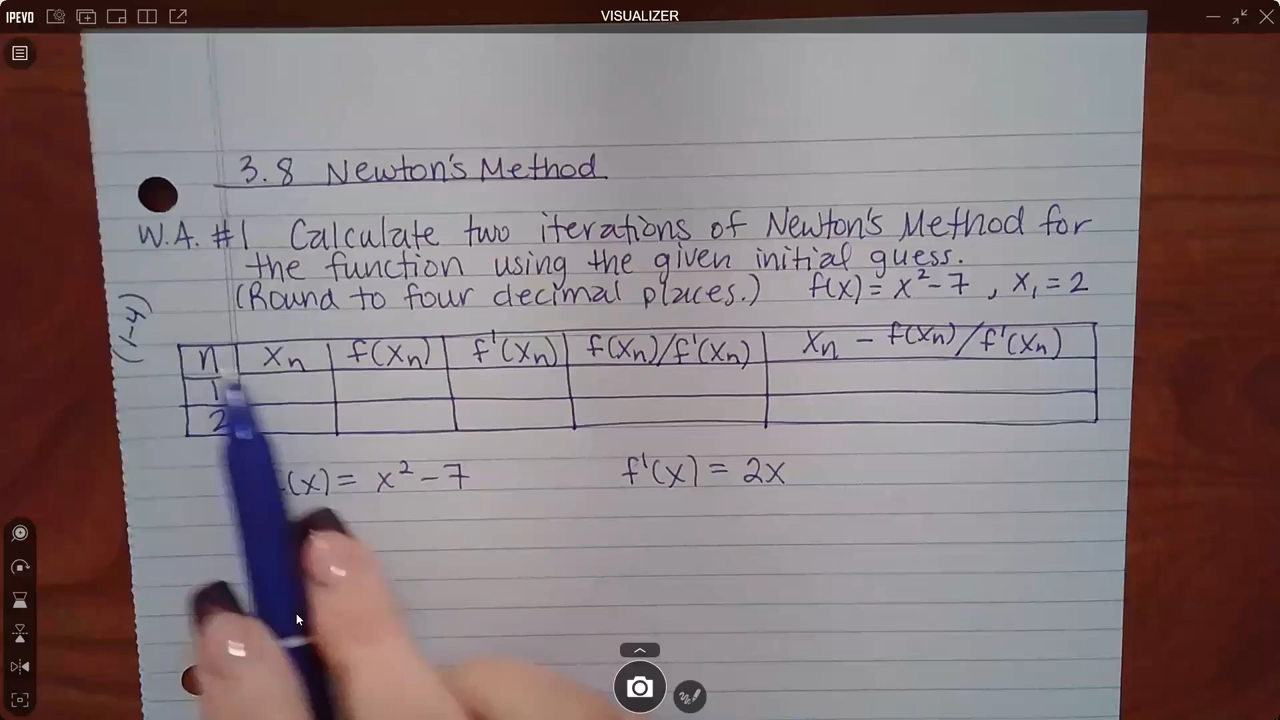 IPEVO
VISUALIZER
3.8 Newton's Method
W.A. #1 Calculate two iterations of Newton's Method for
the function using the given initial guess.
(Round to four decimal places.) f(x) = x² - 7 , x₁ = 2
(1-4)
n xₙ f(xₙ) f'(xₙ) f(xₙ)/f'(xₙ) xₙ - f(xₙ)/f'(xₙ)
1
2
(x) = x² - 7 f'(x) = 2x